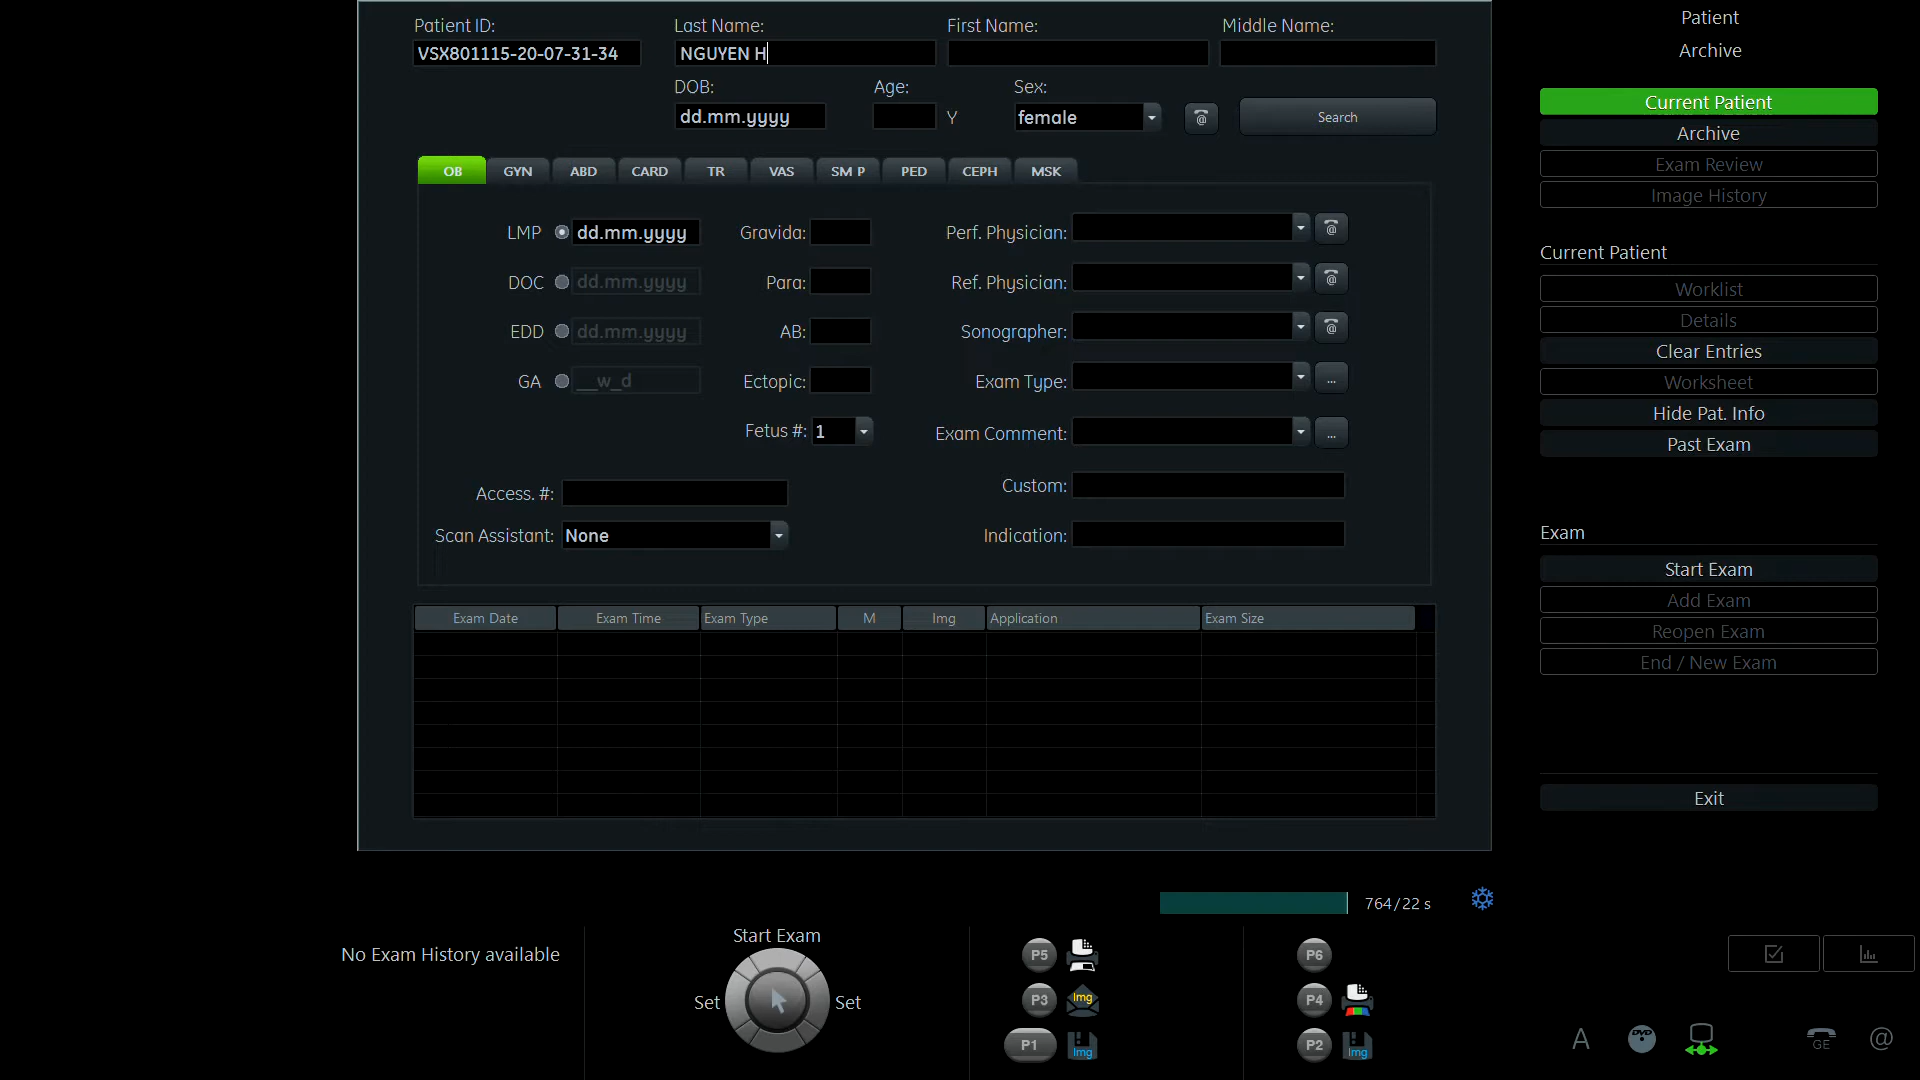 Patient ID: Last Name: First Name: Middle Name:
VSX801115-20-07-31-34 NGUYEN H
DOB: Age: Sex:
dd.mm.yyyy Y female @ Search
OB GYN ABD CARD TR VAS SM P PED CEPH MSK
LMP dd.mm.yyyy Gravida: Perf. Physician: @
DOC dd.mm.yyyy Para: Ref. Physician: @
EDD dd.mm.yyyy AB: Sonographer: @
GA __w_d Ectopic: Exam Type: ...
Fetus #: 1 Exam Comment: ...
Access. #: Custom:
Scan Assistant: None Indication:
Exam Date Exam Time Exam Type M Img Application Exam Size
Patient
Archive
Current Patient
Archive
Exam Review
Image History
Current Patient
Worklist
Details
Clear Entries
Worksheet
Hide Pat. Info
Past Exam
Exam
Start Exam
Add Exam
Reopen Exam
End / New Exam
Exit
764/22 s
No Exam History available
Start Exam
Set Set
P5 P6
P3 Img P4
P1 Img P2 Img
A DVD GE @